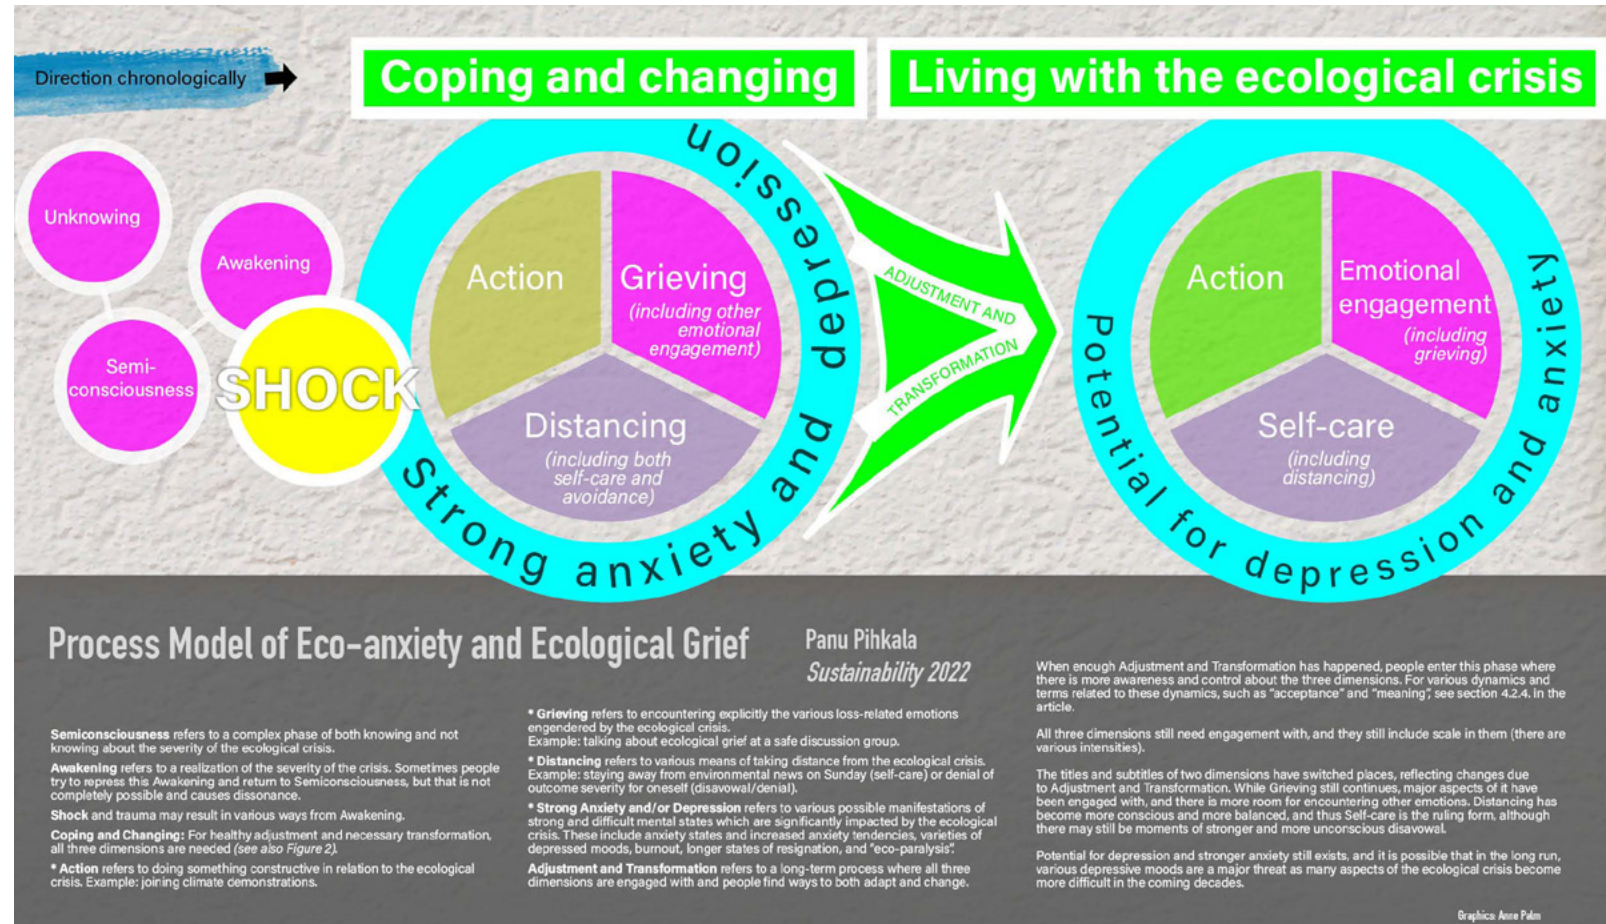 Direction chronologically
Coping and changing
Living with the ecological crisis
Unknowing
Semi-
consciousness
Awakening
SHOCK
Strong anxiety and depression
Action
Grieving
(including other
emotional
engagement)
Distancing
(including both
self-care and
avoidance)
ADJUSTMENT AND
TRANSFORMATION
Potential for depression and anxiety
Action
Emotional
engagement
(including
grieving)
Self-care
(including
distancing)
Process Model of Eco-anxiety and Ecological Grief
Panu Pihkala
Sustainability 2022
Semiconsciousness refers to a complex phase of both knowing and not
knowing about the severity of the ecological crisis.
Awakening refers to a realization of the severity of the crisis. Sometimes people
try to repress this Awakening and return to Semiconsciousness, but that is not
completely possible and causes dissonance.
Shock and trauma may result in various ways from Awakening.
Coping and Changing: For healthy adjustment and necessary transformation,
all three dimensions are needed (see also Figure 2).
* Action refers to doing something constructive in relation to the ecological
crisis. Example: joining climate demonstrations.
* Grieving refers to encountering explicitly the various loss-related emotions
engendered by the ecological crisis.
Example: talking about ecological grief at a safe discussion group.
* Distancing refers to various means of taking distance from the ecological crisis.
Example: staying away from environmental news on Sunday (self-care) or denial of
outcome severity for oneself (disavowal/denial).
* Strong Anxiety and/or Depression refers to various possible manifestations of
strong and difficult mental states which are significantly impacted by the ecological
crisis. These include anxiety states and increased anxiety tendencies, varieties of
depressed moods, burnout, longer states of resignation, and "eco-paralysis".
Adjustment and Transformation refers to a long-term process where all three
dimensions are engaged with and people find ways to both adapt and change.
When enough Adjustment and Transformation has happened, people enter this phase where
there is more awareness and control about the three dimensions. For various dynamics and
terms related to these dynamics, such as "acceptance" and "meaning", see section 4.2.4. in the
article.
All three dimensions still need engagement with, and they still include scale in them (there are
various intensities).
The titles and subtitles of two dimensions have switched places, reflecting changes due
to Adjustment and Transformation. While Grieving still continues, major aspects of it have
been engaged with, and there is more room for encountering other emotions. Distancing has
become more conscious and more balanced, and thus Self-care is the ruling form, although
there may still be moments of stronger and more unconscious disavowal.
Potential for depression and stronger anxiety still exists, and it is possible that in the long run,
various depressive moods are a major threat as many aspects of the ecological crisis become
more difficult in the coming decades.
Graphics: Anne Palm